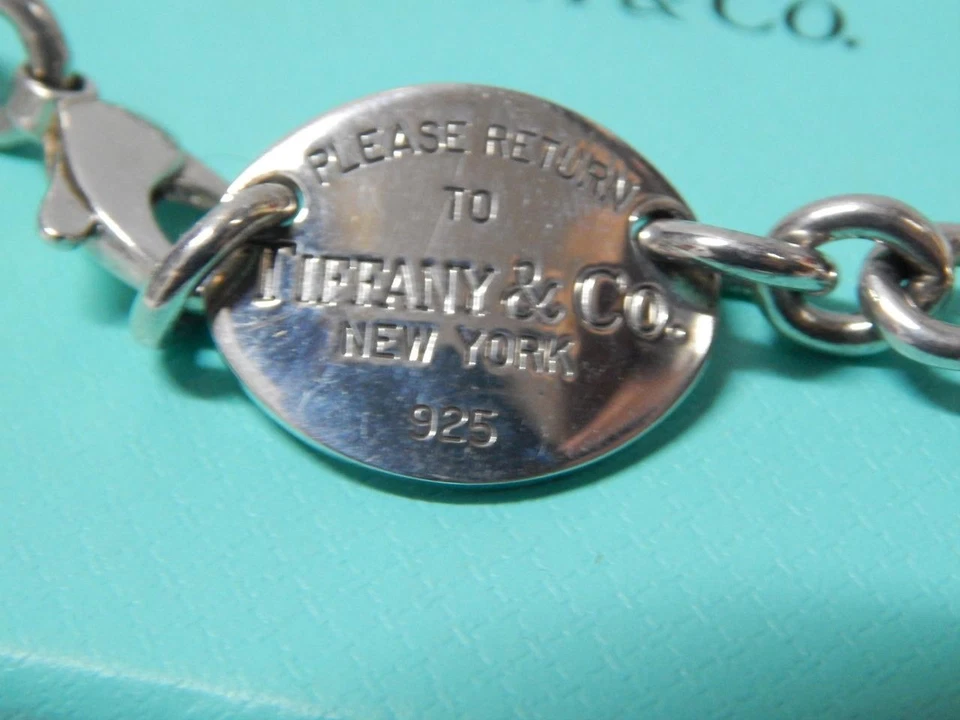 & Co.
PLEASE RETURN
TO
TIFFANY & Co.
NEW YORK
925